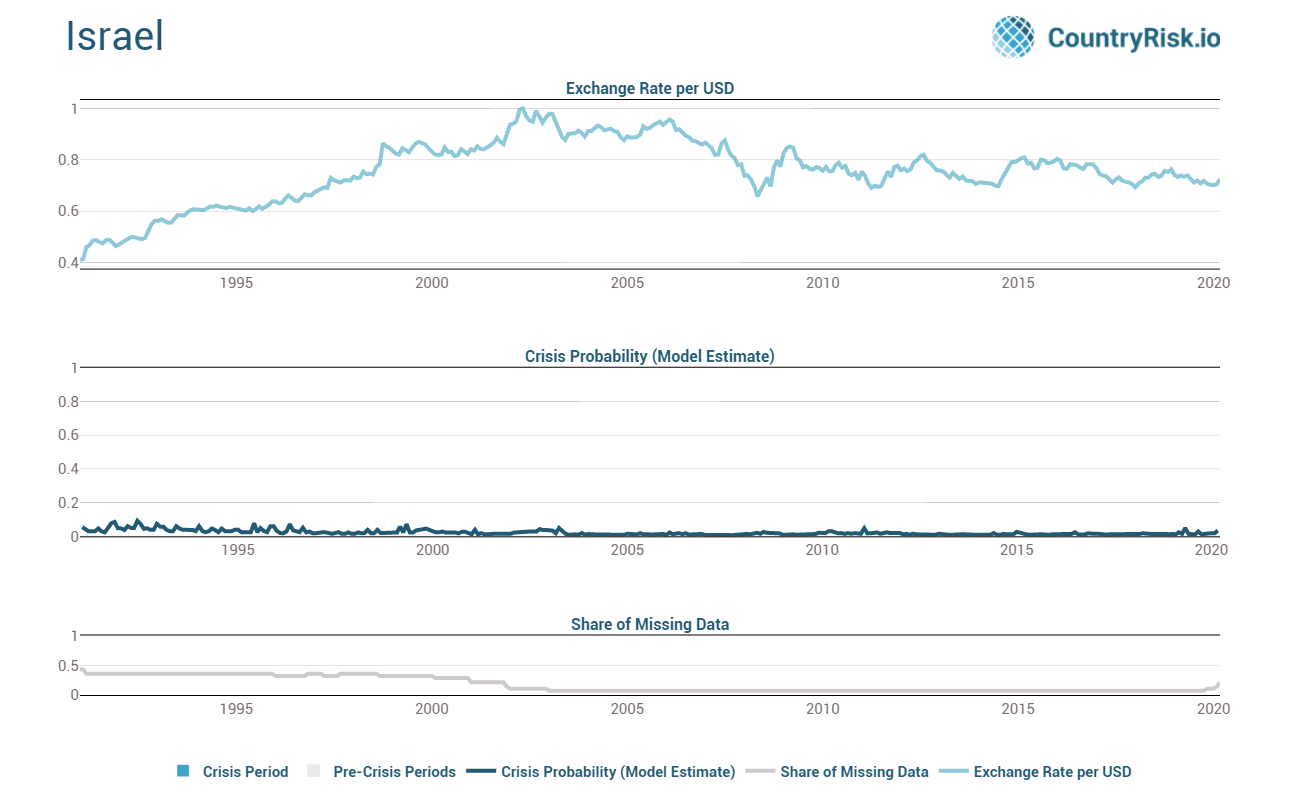 Israel
CountryRisk.io
Exchange Rate per USD
1
0.8
0.6
0.4
1995 2000 2005 2010 2015 2020
Crisis Probability (Model Estimate)
1
0.8
0.6
0.4
0.2
0
1995 2000 2005 2010 2015 2020
Share of Missing Data
1
0.5
0
1995 2000 2005 2010 2015 2020
Crisis Period Pre-Crisis Periods Crisis Probability (Model Estimate) Share of Missing Data Exchange Rate per USD